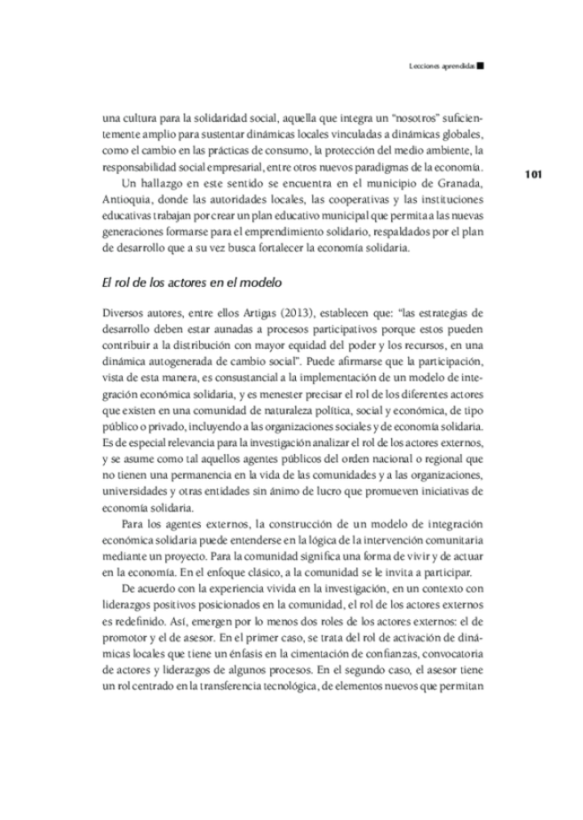 Lecciones aprendidas
101
una cultura para la solidaridad social, aquella que integra un “nosotros” suficien-
temente amplio para sustentar dinámicas locales vinculadas a dinámicas globales,
como el cambio en las prácticas de consumo, la protección del medio ambiente, la
responsabilidad social empresarial, entre otros nuevos paradigmas de la economía.
Un hallazgo en este sentido se encuentra en el municipio de Granada,
Antioquia, donde las autoridades locales, las cooperativas y las instituciones
educativas trabajan por crear un plan educativo municipal que permita a las nuevas
generaciones formarse para el emprendimiento solidario, respaldados por el plan
de desarrollo que a su vez busca fortalecer la economía solidaria.
El rol de los actores en el modelo
Diversos autores, entre ellos Artigas (2013), establecen que: “las estrategias de
desarrollo deben estar aunadas a procesos participativos porque estos pueden
contribuir a la distribución con mayor equidad del poder y los recursos, en una
dinámica autogenerada de cambio social”. Puede afirmarse que la participación,
vista de esta manera, es consustancial a la implementación de un modelo de inte-
gración económica solidaria, y es menester precisar el rol de los diferentes actores
que existen en una comunidad de naturaleza política, social y económica, de tipo
público o privado, incluyendo a las organizaciones sociales y de economía solidaria.
Es de especial relevancia para la investigación analizar el rol de los actores externos,
y se asume como tal aquellos agentes públicos del orden nacional o regional que
no tienen una permanencia en la vida de las comunidades y a las organizaciones,
universidades y otras entidades sin ánimo de lucro que promueven iniciativas de
economía solidaria.
Para los agentes externos, la construcción de un modelo de integración
económica solidaria puede entenderse en la lógica de la intervención comunitaria
mediante un proyecto. Para la comunidad significa una forma de vivir y de actuar
en la economía. En el enfoque clásico, a la comunidad se le invita a participar.
De acuerdo con la experiencia vivida en la investigación, en un contexto con
liderazgos positivos posicionados en la comunidad, el rol de los actores externos
es redefinido. Así, emergen por lo menos dos roles de los actores externos: el de
promotor y el de asesor. En el primer caso, se trata del rol de activación de diná-
micas locales que tiene un énfasis en la cimentación de confianzas, convocatoria
de actores y liderazgos de algunos procesos. En el segundo caso, el asesor tiene
un rol centrado en la transferencia tecnológica, de elementos nuevos que permitan